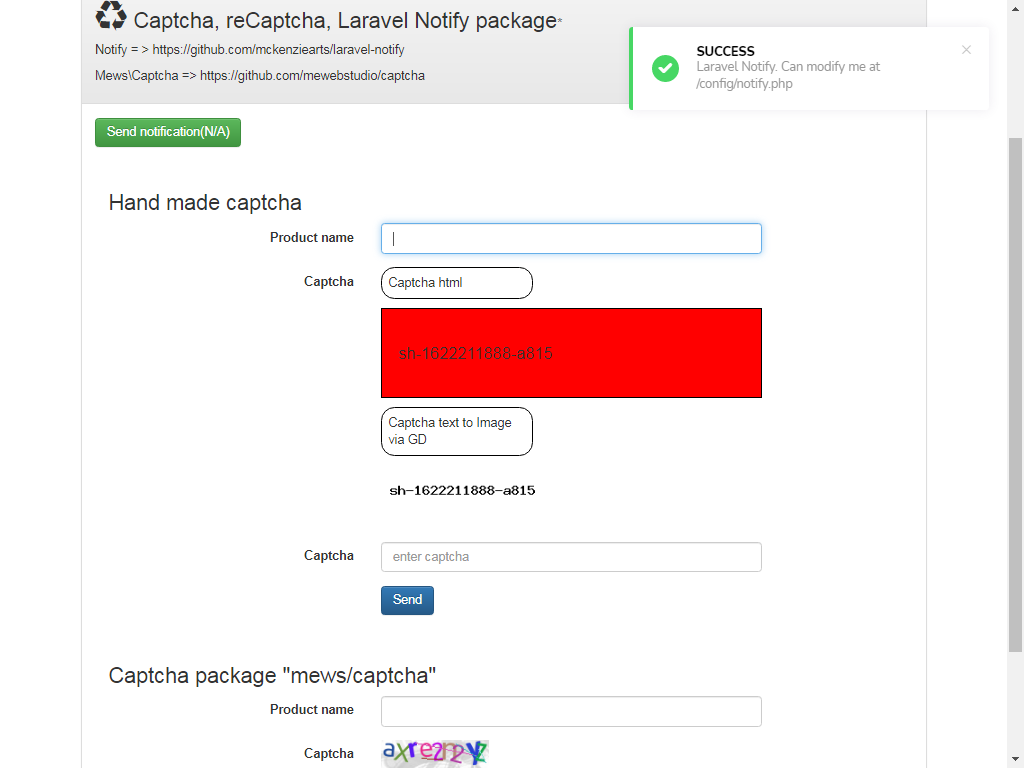 Captcha, reCaptcha, Laravel Notify package*
Notify = > https://github.com/mckenziearts/laravel-notify
Mews\Captcha => https://github.com/mewebstudio/captcha
SUCCESS
Laravel Notify. Can modify me at
/config/notify.php
Send notification(N/A)
Hand made captcha
Product name
Captcha
Captcha html
sh-1622211888-a815
Captcha text to Image
via GD
sh-1622211888-a815
Captcha
enter captcha
Send
Captcha package "mews/captcha"
Product name
Captcha